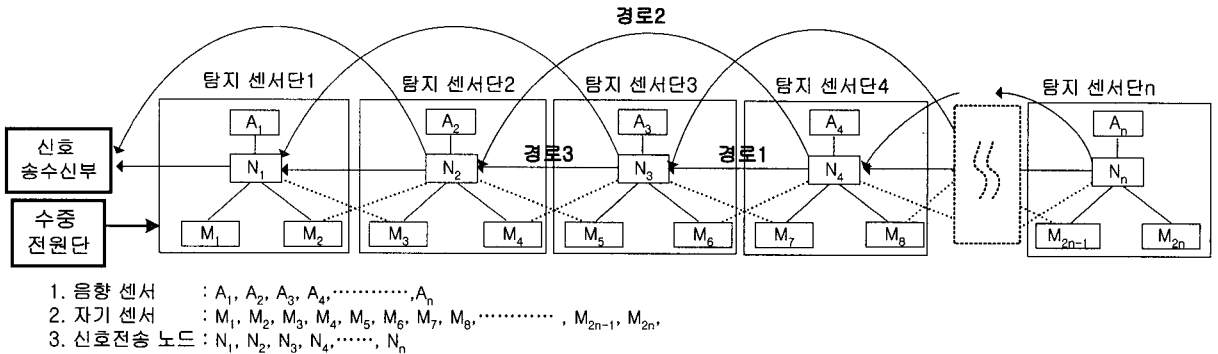 경로2
탐지 센서단1
탐지 센서단2
탐지 센서단3
탐지 센서단4
탐지 센서단n
A₁
A₂
A₃
A₄
Aₙ
신호
송수신부
N₁
N₂
경로3
N₃
경로1
N₄
Nₙ
수중
전원단
M₁
M₂
M₃
M₄
M₅
M₆
M₇
M₈
M₂ₙ₋₁
M₂ₙ
1. 음향 센서 : A₁, A₂, A₃, A₄,…………,Aₙ
2. 자기 센서 : M₁, M₂, M₃, M₄, M₅, M₆, M₇, M₈,………… , M₂ₙ₋₁, M₂ₙ,
3. 신호전송 노드 : N₁, N₂, N₃, N₄,……, Nₙ